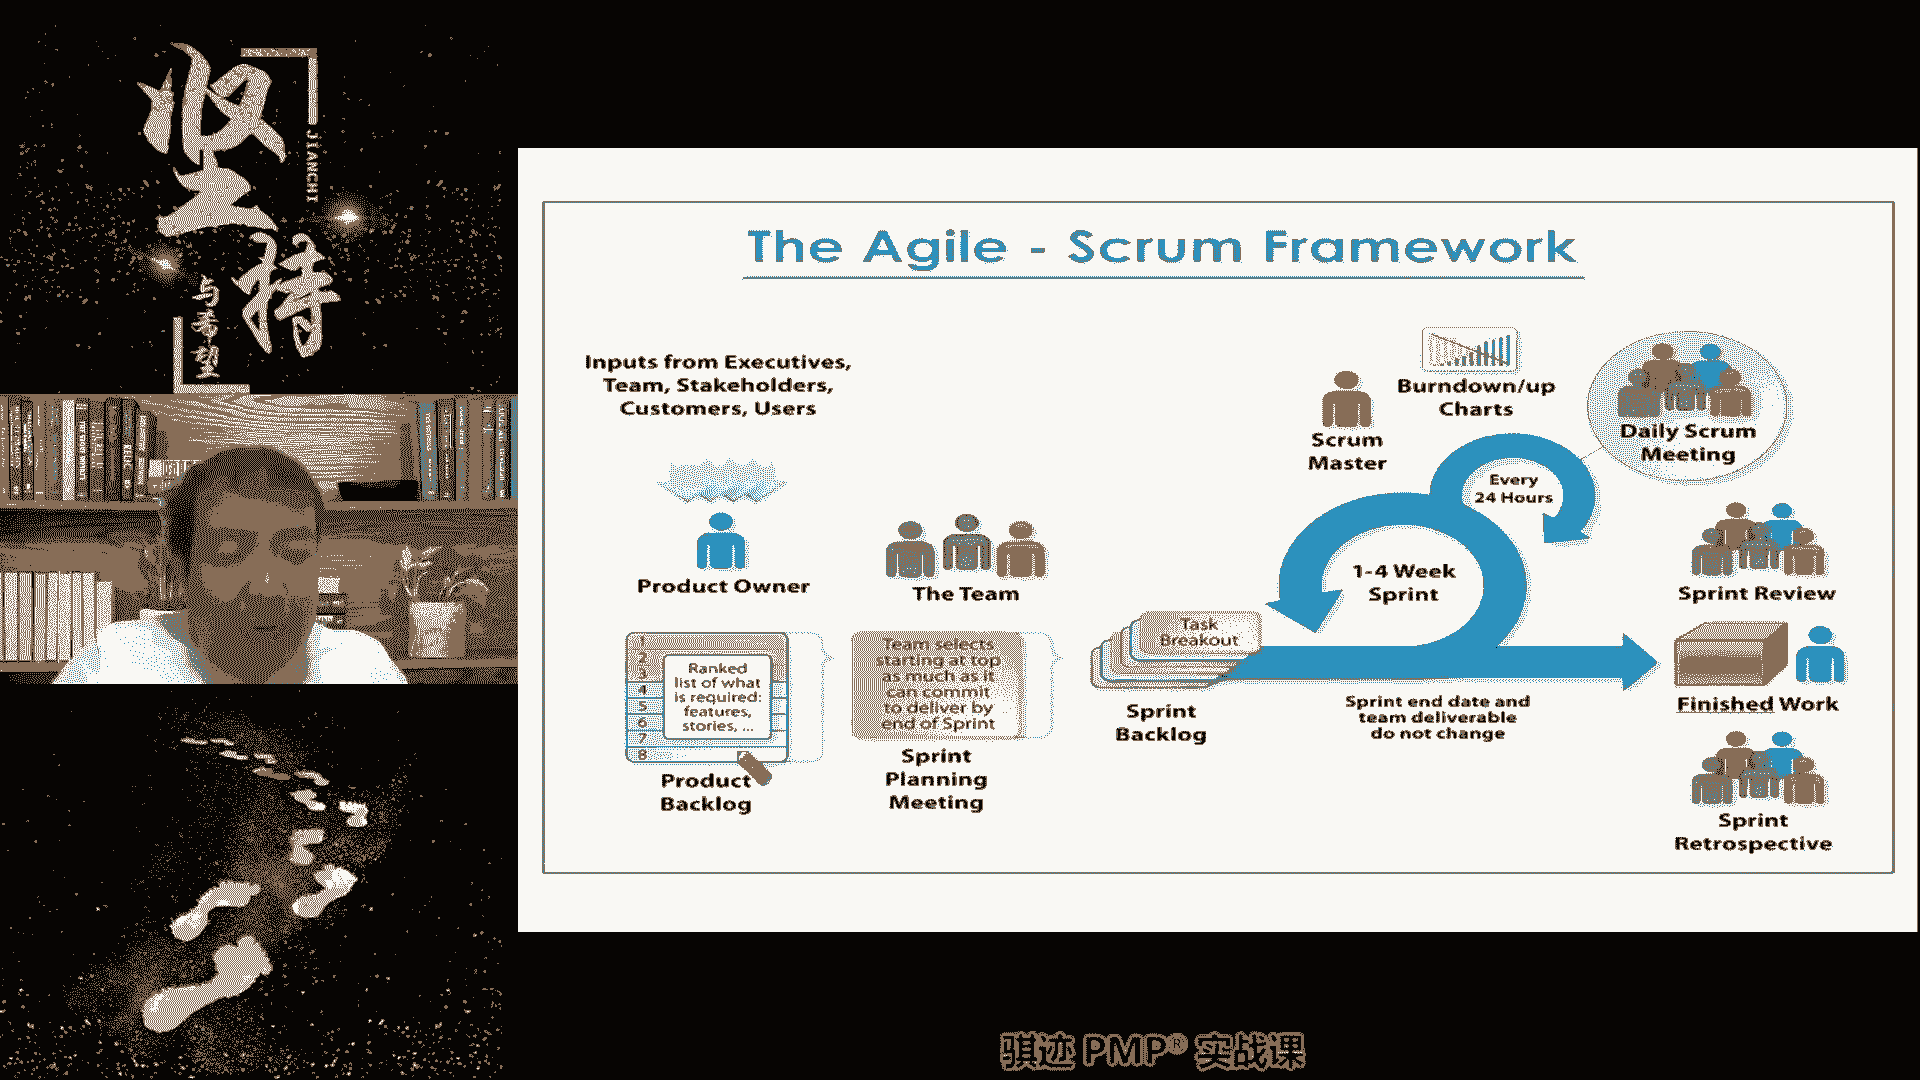 坚持
JIANCHI
与希望
The Agile - Scrum Framework
Inputs from Executives,
Team, Stakeholders,
Customers, Users
Product Owner
The Team
1
2
3
4
5
6
7
8
Ranked
list of what
is required:
features,
stories, ...
Product
Backlog
Team selects
starting at top
as much as it
can commit
to deliver by
end of Sprint
Sprint
Planning
Meeting
Task
Breakout
Sprint
Backlog
Scrum
Master
Burndown/up
Charts
Every
24 Hours
1-4 Week
Sprint
Sprint end date and
team deliverable
do not change
Daily Scrum
Meeting
Sprint Review
Finished Work
Sprint
Retrospective
骐迹 PMP® 实战课